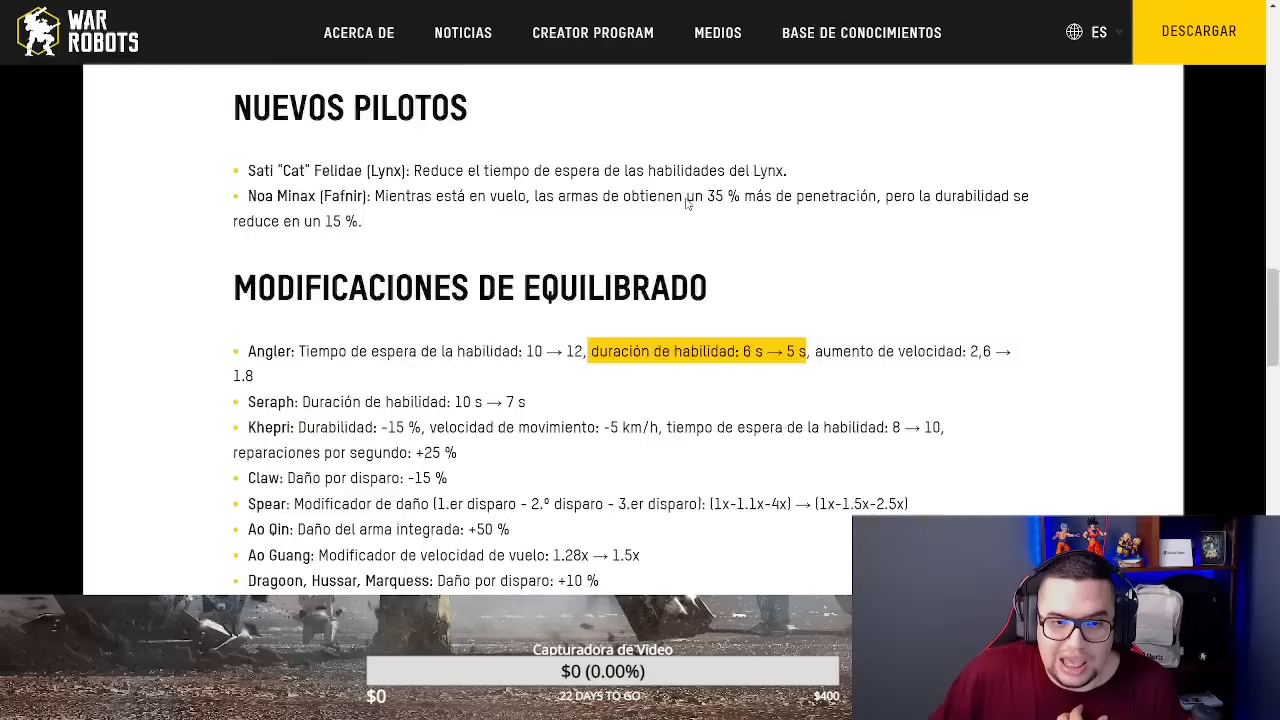 WAR
ROBOTS
ACERCA DE
NOTICIAS
CREATOR PROGRAM
MEDIOS
BASE DE CONOCIMIENTOS
ES
DESCARGAR
NUEVOS PILOTOS
Sati "Cat" Felidae (Lynx): Reduce el tiempo de espera de las habilidades del Lynx.
Noa Minax (Fafnir): Mientras está en vuelo, las armas de obtienen un 35 % más de penetración, pero la durabilidad se
reduce en un 15 %.
MODIFICACIONES DE EQUILIBRADO
Angler: Tiempo de espera de la habilidad: 10 → 12, duración de habilidad: 6 s → 5 s, aumento de velocidad: 2,6 →
1.8
Seraph: Duración de habilidad: 10 s → 7 s
Khepri: Durabilidad: -15 %, velocidad de movimiento: -5 km/h, tiempo de espera de la habilidad: 8 → 10,
reparaciones por segundo: +25 %
Claw: Daño por disparo: -15 %
Spear: Modificador de daño (1.er disparo - 2.º disparo - 3.er disparo): (1x-1.1x-4x) → (1x-1.5x-2.5x)
Ao Qin: Daño del arma integrada: +50 %
Ao Guang: Modificador de velocidad de vuelo: 1.28x → 1.5x
Dragoon, Hussar, Marquess: Daño por disparo: +10 %
Capturadora de Video
$0 (0.00%)
$0
22 DAYS TO GO
$400